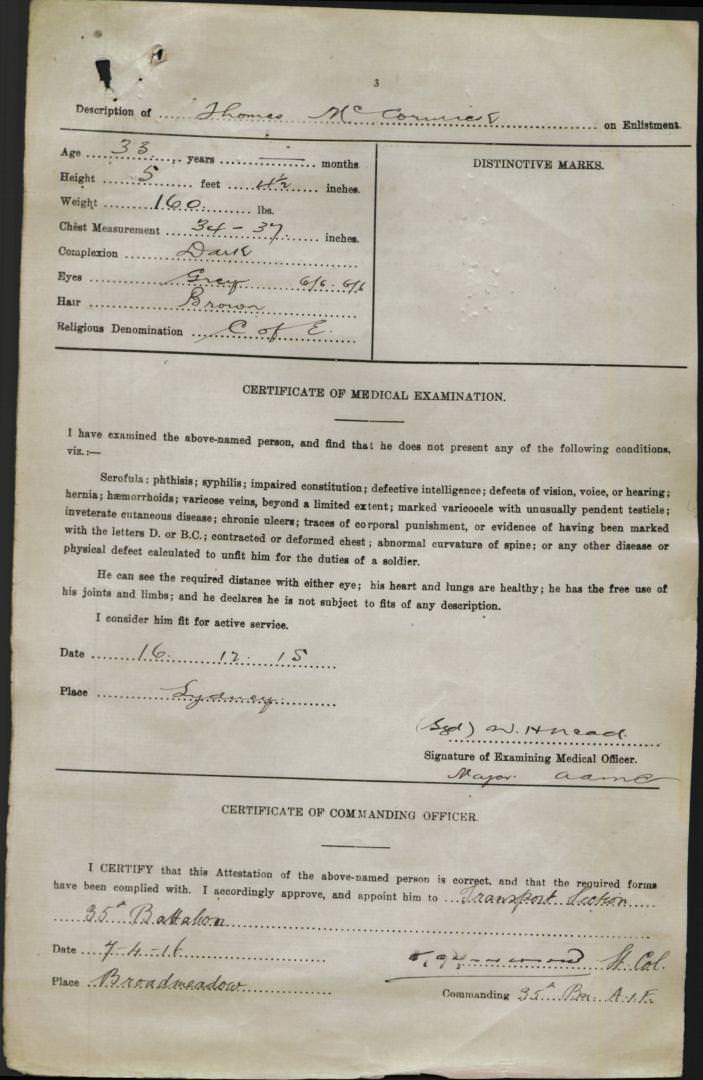 3
Description of Thomas McCormick on Enlistment.
Age 33 years — months
Height 5 feet 4½ inches.
Weight 160 lbs.
Chest Measurement 34 - 37 inches.
Complexion Dark
Eyes Grey 6/6 6/6
Hair Brown
Religious Denomination C of E.
DISTINCTIVE MARKS.
CERTIFICATE OF MEDICAL EXAMINATION.
I have examined the above-named person, and find that he does not present any of the following conditions,
viz.:—
Scrofula; phthisis; syphilis; impaired constitution; defective intelligence; defects of vision, voice, or hearing;
hernia; hæmorrhoids; varicose veins, beyond a limited extent; marked varicocele with unusually pendent testicle;
inveterate cutaneous disease; chronic ulcers; traces of corporal punishment, or evidence of having been marked
with the letters D. or B.C.; contracted or deformed chest; abnormal curvature of spine; or any other disease or
physical defect calculated to unfit him for the duties of a soldier.
He can see the required distance with either eye; his heart and lungs are healthy; he has the free use of
his joints and limbs; and he declares he is not subject to fits of any description.
I consider him fit for active service.
Date 16. 12. 15
Place Sydney
(Sgd) W. H
Signature of Examining Medical Officer.
Major AAMC
CERTIFICATE OF COMMANDING OFFICER.
I CERTIFY that this Attestation of the above-named person is correct, and that the required forms
have been complied with. I accordingly approve, and appoint him to Transport Section
35th Battalion
Date 7-4-16 Lt Col.
Place Broadmeadow
Commanding 35th Bn. A.I.F.